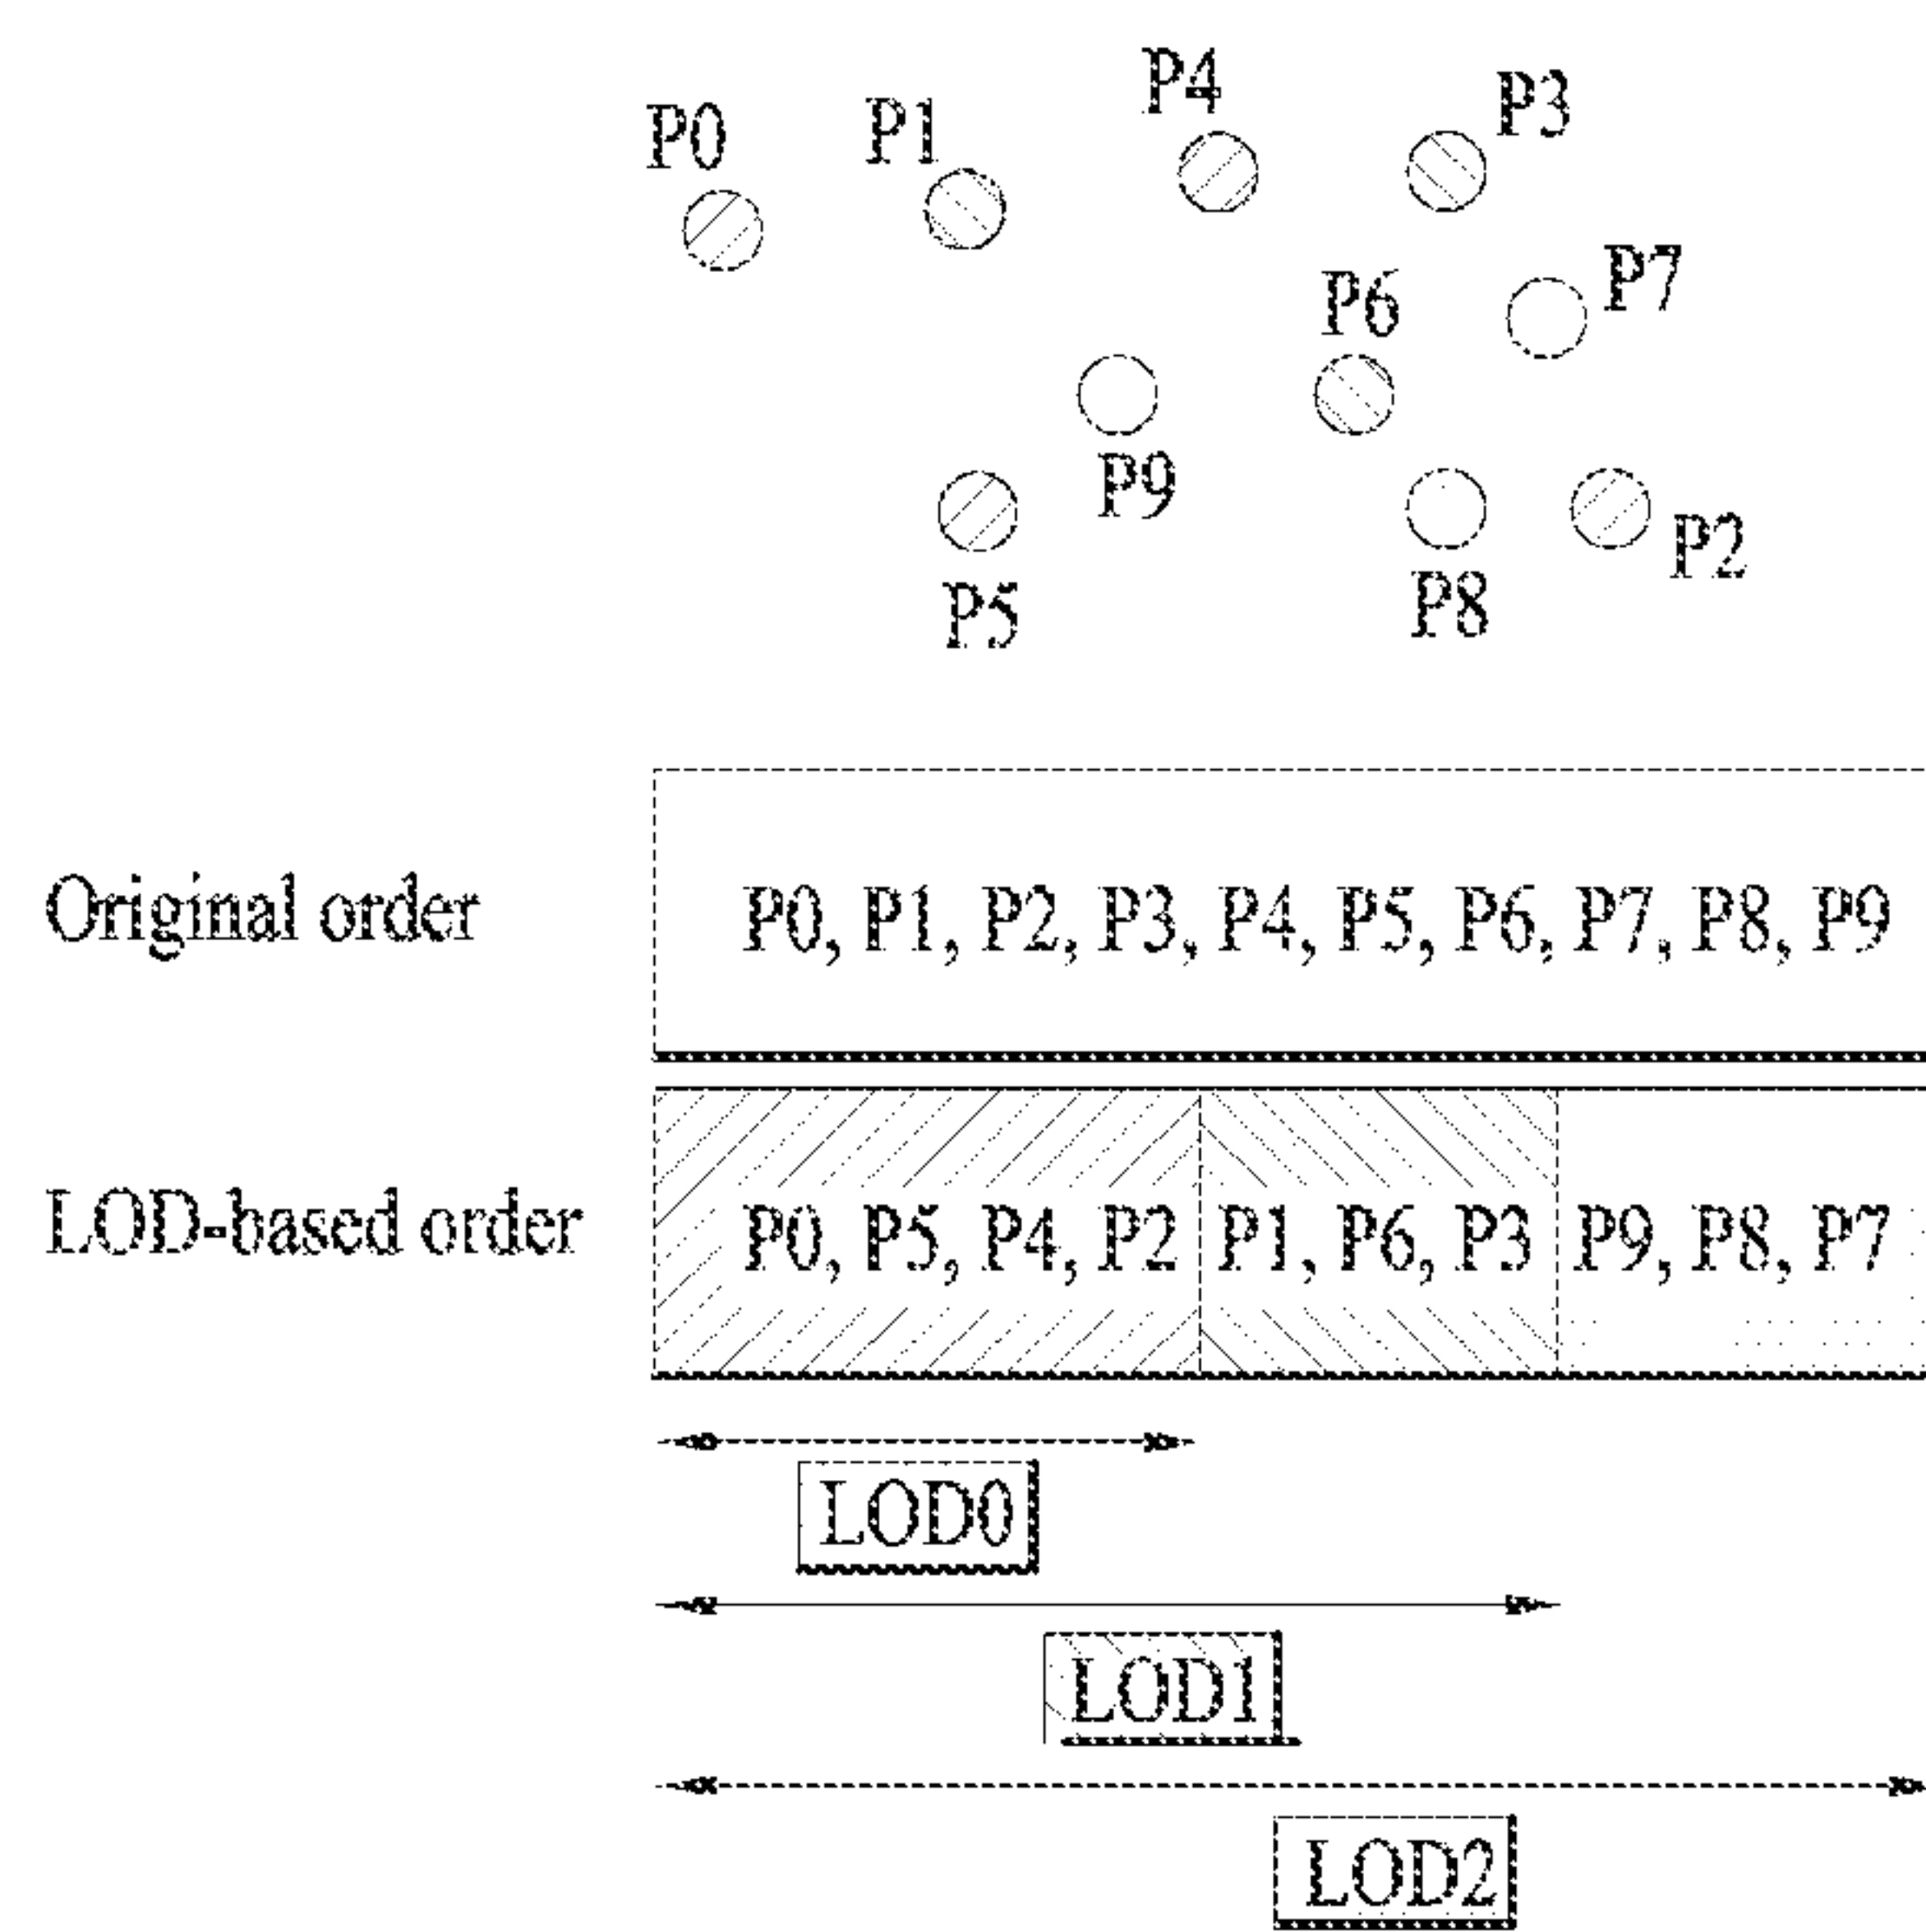 P4
P3
P0
P1
P7
P6
P9
P2
P5
P8
Original order
P0, P1, P2, P3, P4, P5, P6, P7, P8, P9
LOD-based order
P0, P5, P4, P2
P1, P6, P3
P9, P8, P7
LOD0
LOD1
LOD2